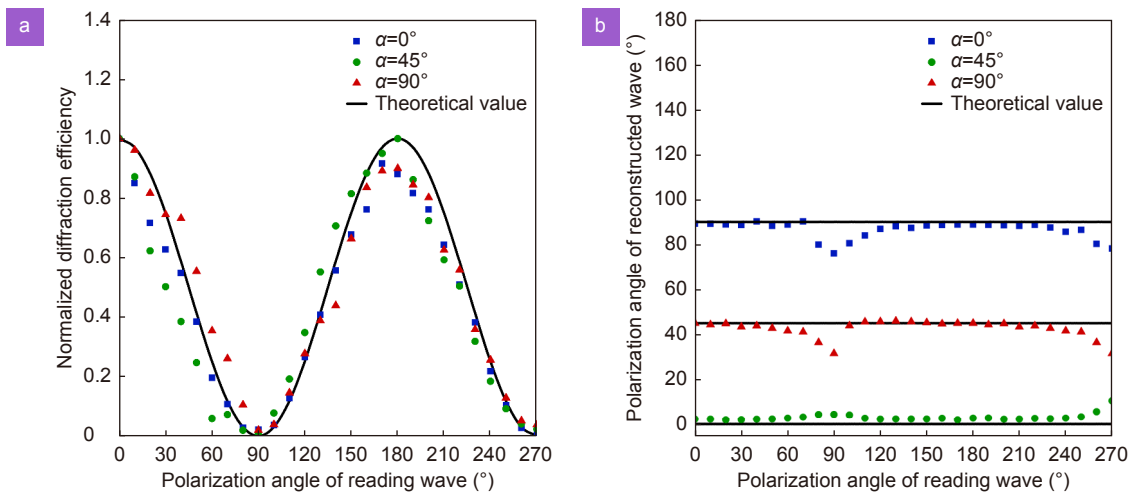 a
1.4
1.2
1.0
0.8
0.6
0.4
0.2
0
Normalized diffraction efficiency
α=0°
α=45°
α=90°
Theoretical value
0 30 60 90 120 150 180 210 240 270
Polarization angle of reading wave (°)
b
180
160
140
120
100
80
60
40
20
0
Polarization angle of reconstructed wave (°)
α=0°
α=45°
α=90°
Theoretical value
0 30 60 90 120 150 180 210 240 270
Polarization angle of reading wave (°)